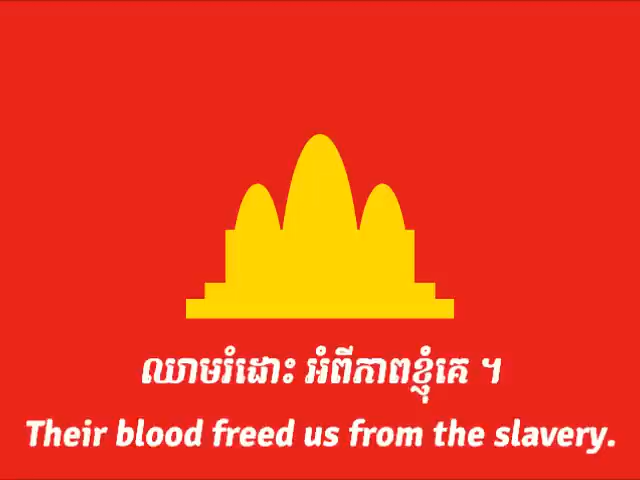 ឈាមរំដោះ អំពីភាពខ្ញុំគេ ។
Their blood freed us from the slavery.